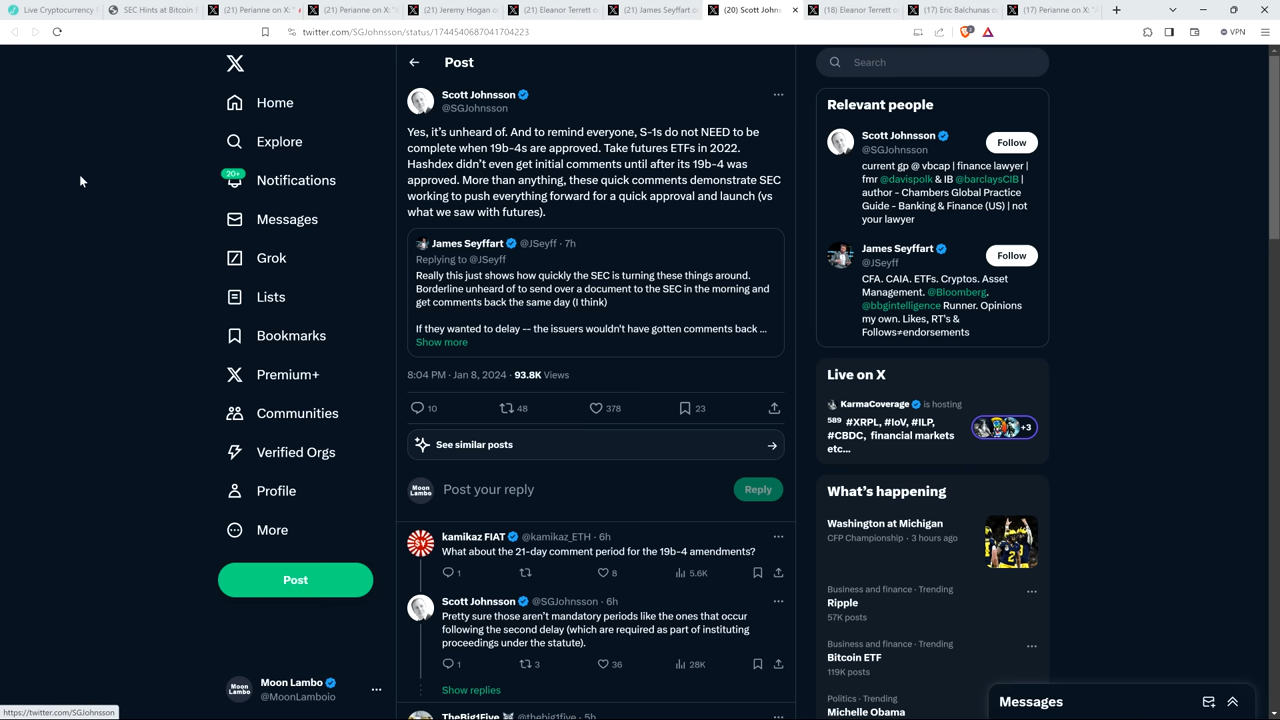 Live Cryptocurrency
SEC Hints at Bitcoin
(21) Perianne on X: "
(21) Perianne on X: "
(21) Jeremy Hogan o
(21) Eleanor Terrett o
(21) James Seyffart o
(20) Scott Johns
(18) Eleanor Terrett o
(17) Eric Balchunas o
(17) Perianne on X: "
twitter.com/SGJohnsson/status/1744540687041704223
VPN
Home
Explore
20+
Notifications
Messages
Grok
Lists
Bookmarks
Premium+
Communities
Verified Orgs
Profile
More
Post
Moon Lambo
@MoonLamboio
https://twitter.com/SGJohnsson
Post
Scott Johnsson
@SGJohnsson
Yes, it's unheard of. And to remind everyone, S-1s do not NEED to be
complete when 19b-4s are approved. Take futures ETFs in 2022.
Hashdex didn't even get initial comments until after its 19b-4 was
approved. More than anything, these quick comments demonstrate SEC
working to push everything forward for a quick approval and launch (vs
what we saw with futures).
James Seyffart @JSeyff · 7h
Replying to @JSeyff
Really this just shows how quickly the SEC is turning these things around.
Borderline unheard of to send over a document to the SEC in the morning and
get comments back the same day (I think)
If they wanted to delay -- the issuers wouldn't have gotten comments back ...
Show more
8:04 PM · Jan 8, 2024 · 93.8K Views
10 48 378 23
See similar posts
Moon Lambo
Post your reply
Reply
kamikaz FIAT @kamikaz_ETH · 6h
What about the 21-day comment period for the 19b-4 amendments?
1 8 5.6K
Scott Johnsson @SGJohnsson · 6h
Pretty sure those aren't mandatory periods like the ones that occur
following the second delay (which are required as part of instituting
proceedings under the statute).
1 3 36 28K
Show replies
TheBig1Five @thebig1five · 5h
Search
Relevant people
Scott Johnsson
@SGJohnsson
Follow
current gp @ vbcap | finance lawyer |
fmr @davispolk & IB @barclaysCIB |
author - Chambers Global Practice
Guide - Banking & Finance (US) | not
your lawyer
James Seyffart
@JSeyff
Follow
CFA. CAIA. ETFs. Cryptos. Asset
Management. @Bloomberg.
@bbgintelligence Runner. Opinions
my own. Likes, RT's &
Follows≠endorsements
Live on X
KarmaCoverage is hosting
589 #XRPL, #IoV, #ILP,
#CBDC, financial markets
etc...
+3
What's happening
Washington at Michigan
CFP Championship · 3 hours ago
Business and finance · Trending
Ripple
57K posts
Business and finance · Trending
Bitcoin ETF
119K posts
Politics · Trending
Michelle Obama
Messages